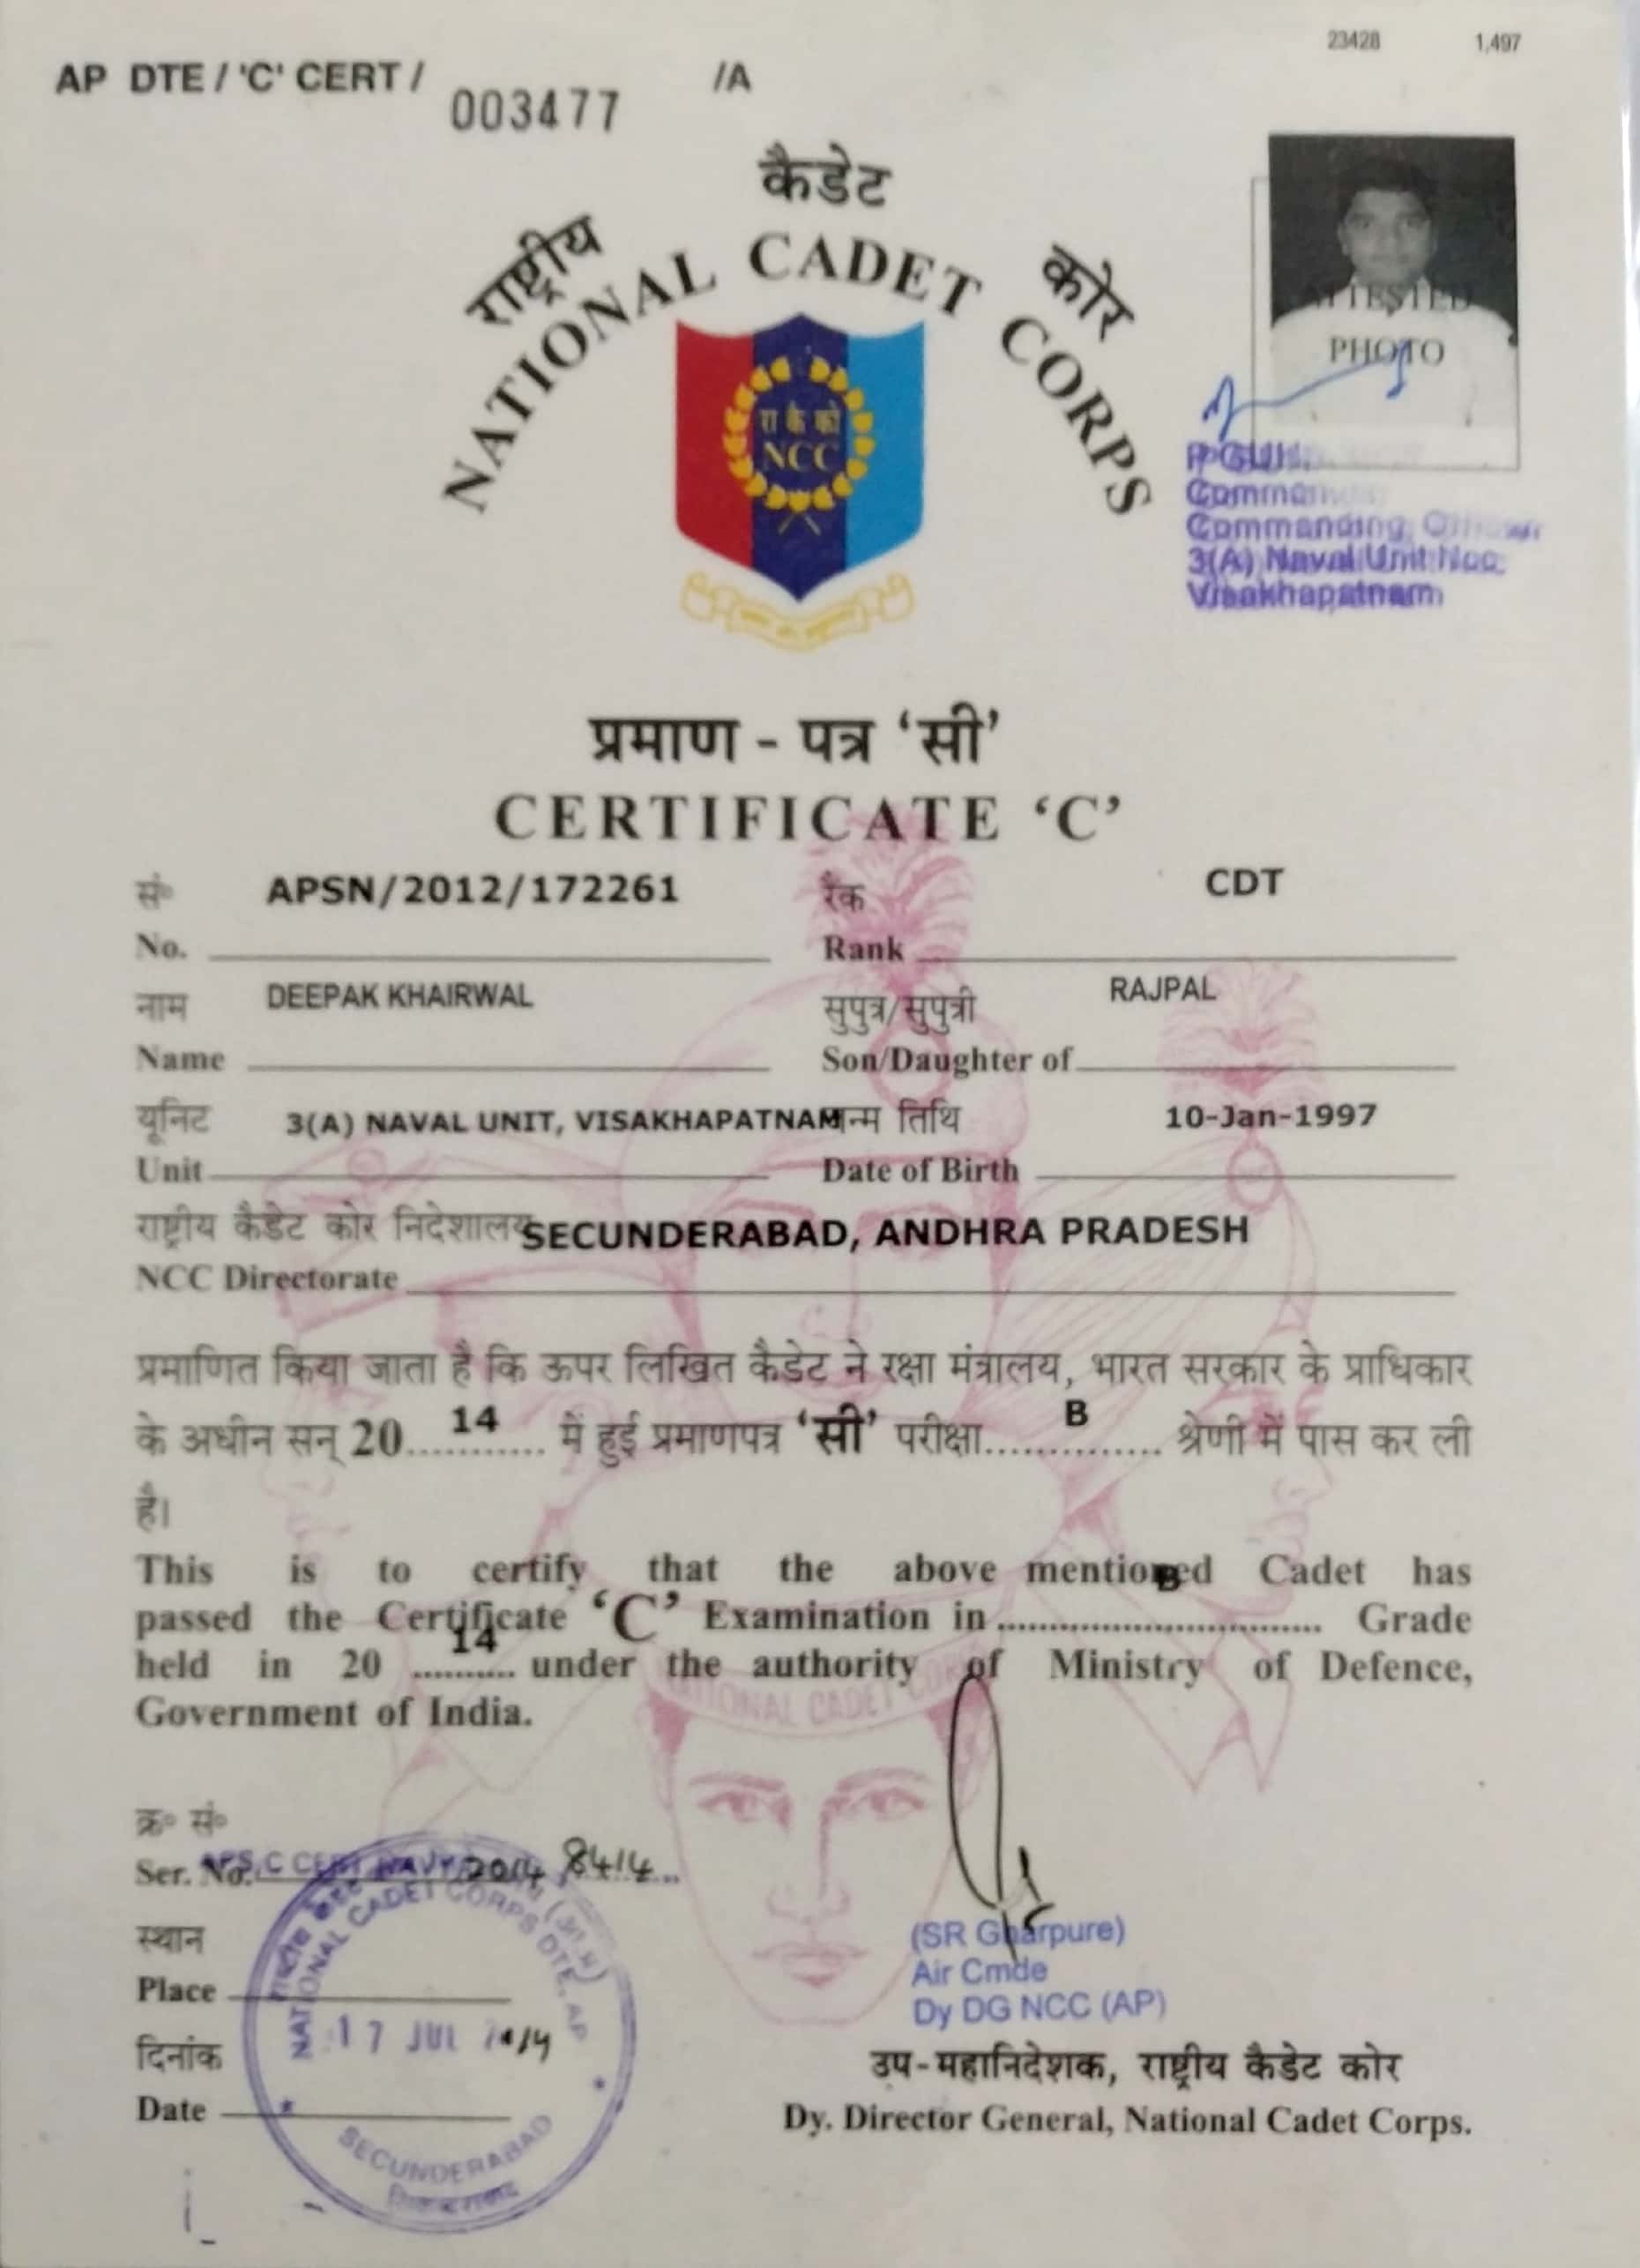 23428 1,497
AP DTE / 'C' CERT / 003477 /A
राष्ट्रीय कैडेट कोर
NATIONAL CADET CORPS
रा कै को
NCC
ATTESTED
PHOTO
Commanding Officer
3(A) Naval Unit Ncc
Visakhapatnam
प्रमाण - पत्र ‘सी’
CERTIFICATE ‘C’
सं० APSN/2012/172261 रैंक CDT
No. Rank
नाम DEEPAK KHAIRWAL सुपुत्र/सुपुत्री RAJPAL
Name Son/Daughter of
यूनिट 3(A) NAVAL UNIT, VISAKHAPATNAM न्म तिथि 10-Jan-1997
Unit Date of Birth
राष्ट्रीय कैडेट कोर निदेशालय SECUNDERABAD, ANDHRA PRADESH
NCC Directorate
प्रमाणित किया जाता है कि ऊपर लिखित कैडेट ने रक्षा मंत्रालय, भारत सरकार के प्राधिकार
के अधीन सन् 20 14 में हुई प्रमाणपत्र ‘सी’ परीक्षा B श्रेणी में पास कर ली
है।
This is to certify that the above mentioned Cadet has
passed the Certificate ‘C’ Examination in B Grade
held in 20 14 under the authority of Ministry of Defence,
Government of India.
NATIONAL CADET CORPS
क्र० सं०
Ser. No. APS,C CERT NAVY/2014 8414
स्थान
Place
दिनांक 17 JUL 2014
Date
NATIONAL CADET CORPS DTE, AP
SECUNDERABAD
(SR Gharpure)
Air Cmde
Dy DG NCC (AP)
उप-महानिदेशक, राष्ट्रीय कैडेट कोर
Dy. Director General, National Cadet Corps.